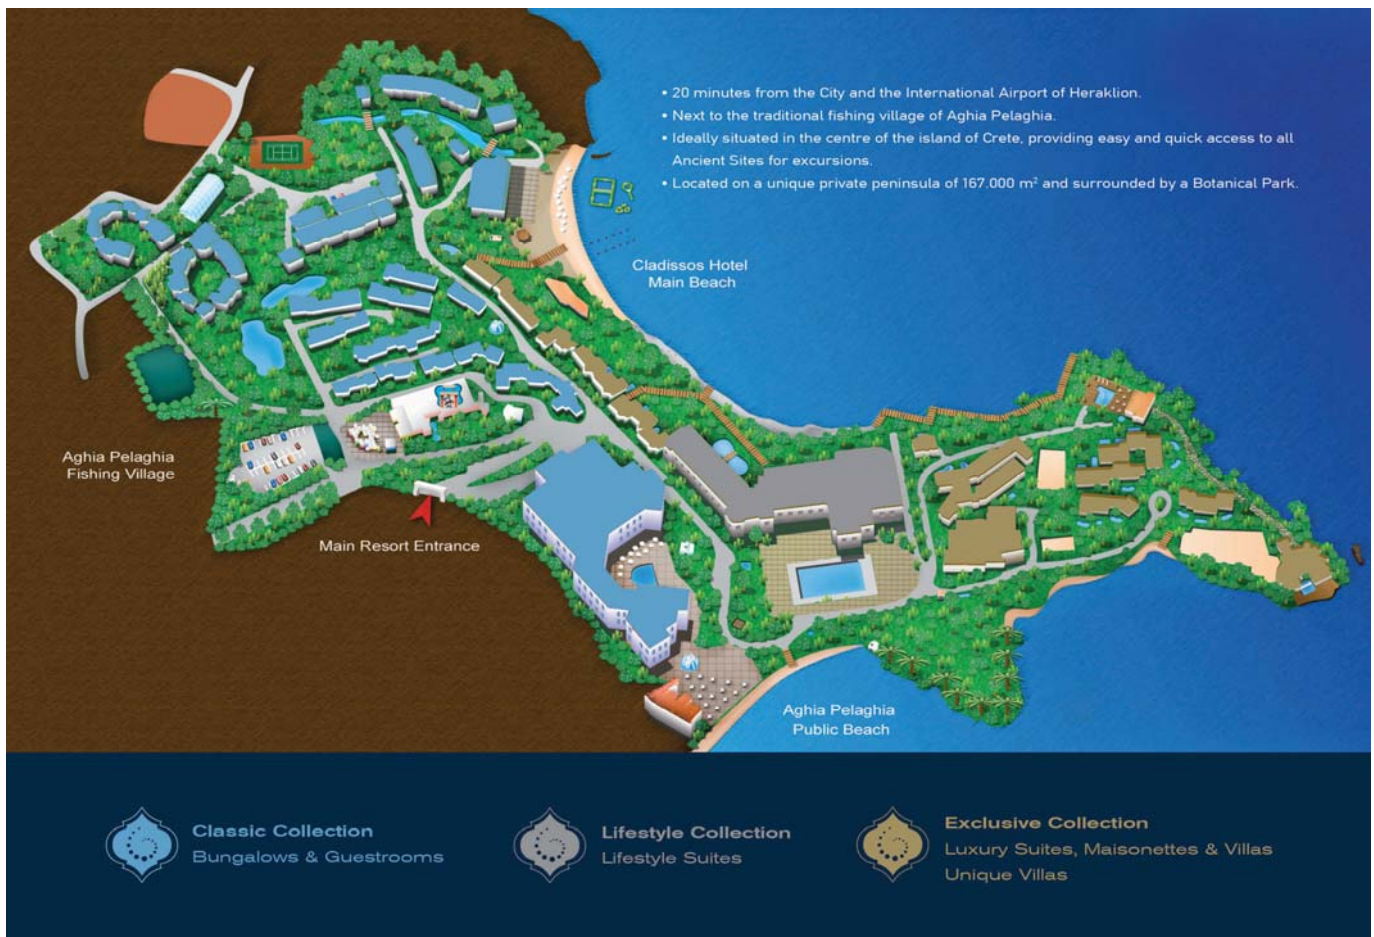 • 20 minutes from the City and the International Airport of Heraklion.
• Next to the traditional fishing village of Aghia Pelaghia.
• Ideally situated in the centre of the island of Crete, providing easy and quick access to all
Ancient Sites for excursions.
• Located on a unique private peninsula of 167.000 m² and surrounded by a Botanical Park.
Cladissos Hotel
Main Beach
Aghia Pelaghia
Fishing Village
Main Resort Entrance
Aghia Pelaghia
Public Beach
Classic Collection
Bungalows & Guestrooms
Lifestyle Collection
Lifestyle Suites
Exclusive Collection
Luxury Suites, Maisonettes & Villas
Unique Villas